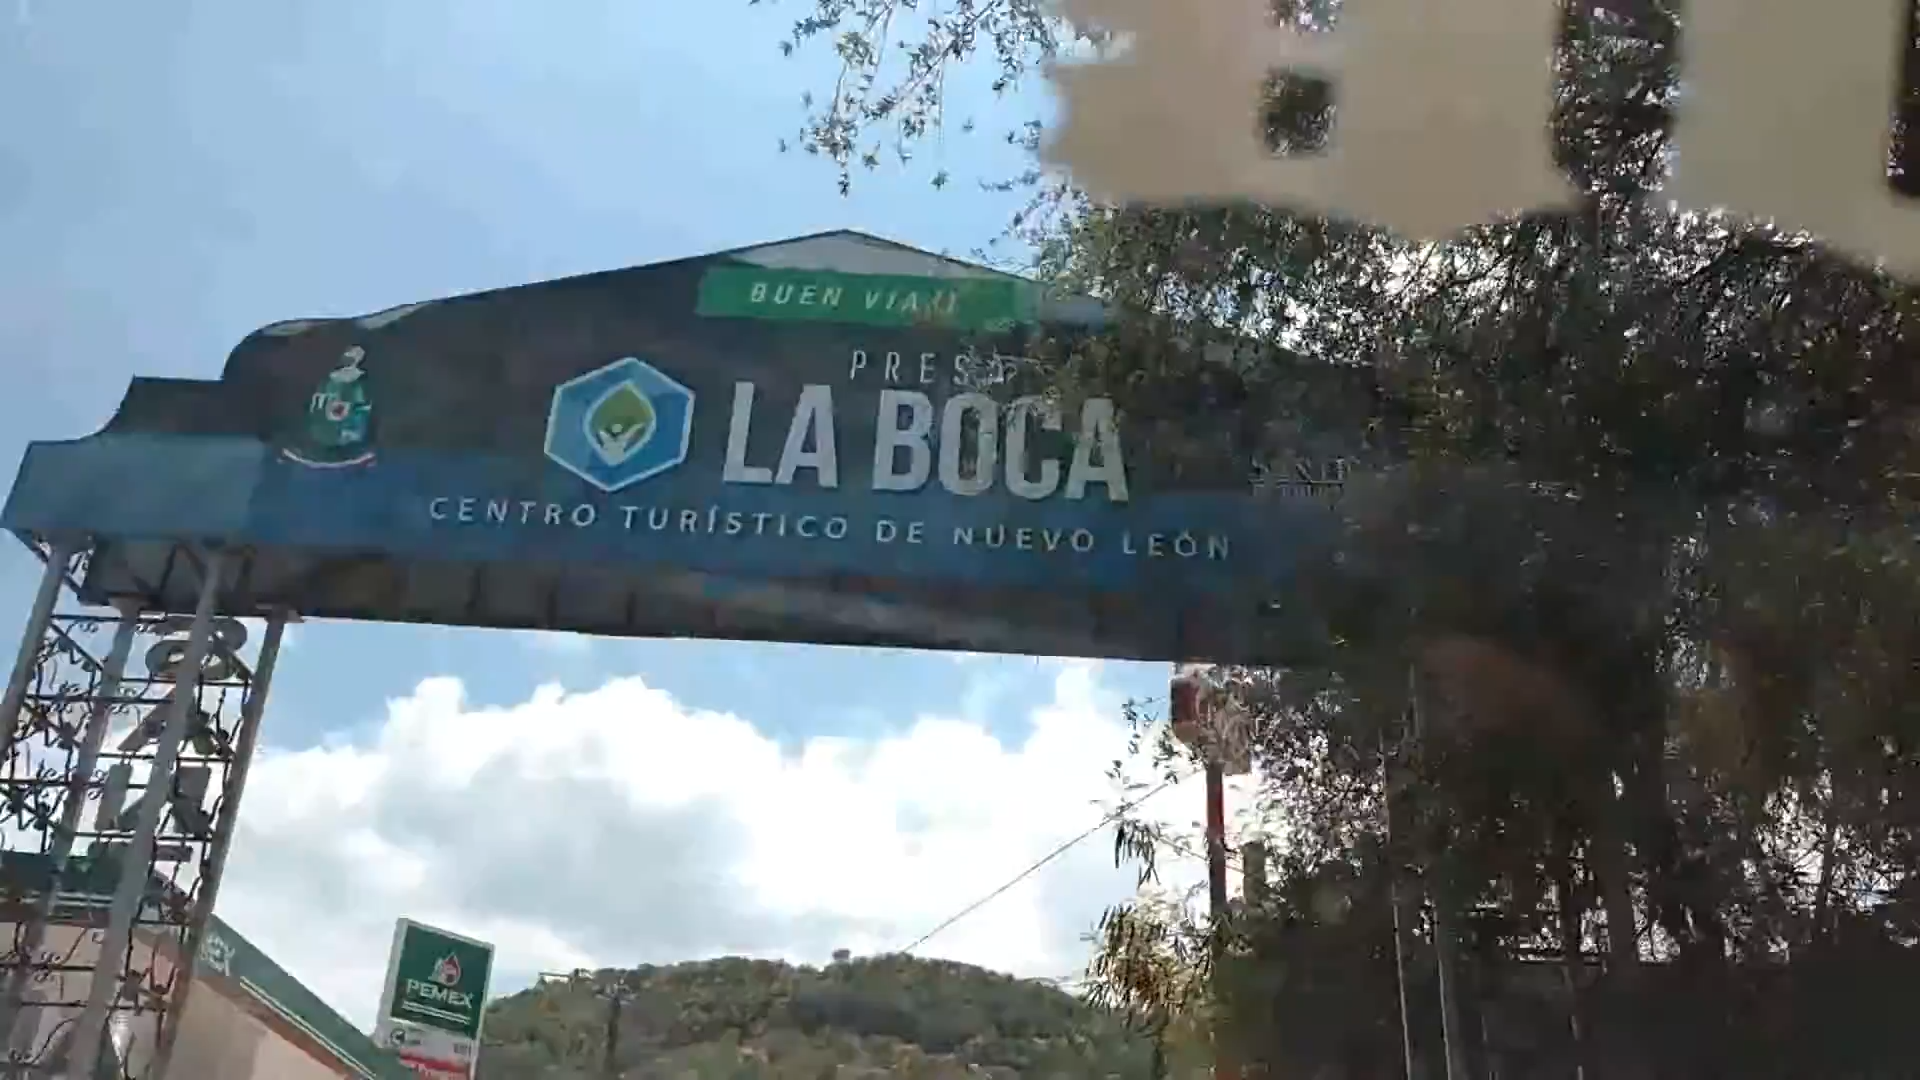 BUEN VIAJE
PRESA
LA BOCA
CENTRO TURÍSTICO DE NUEVO LEÓN
PEMEX